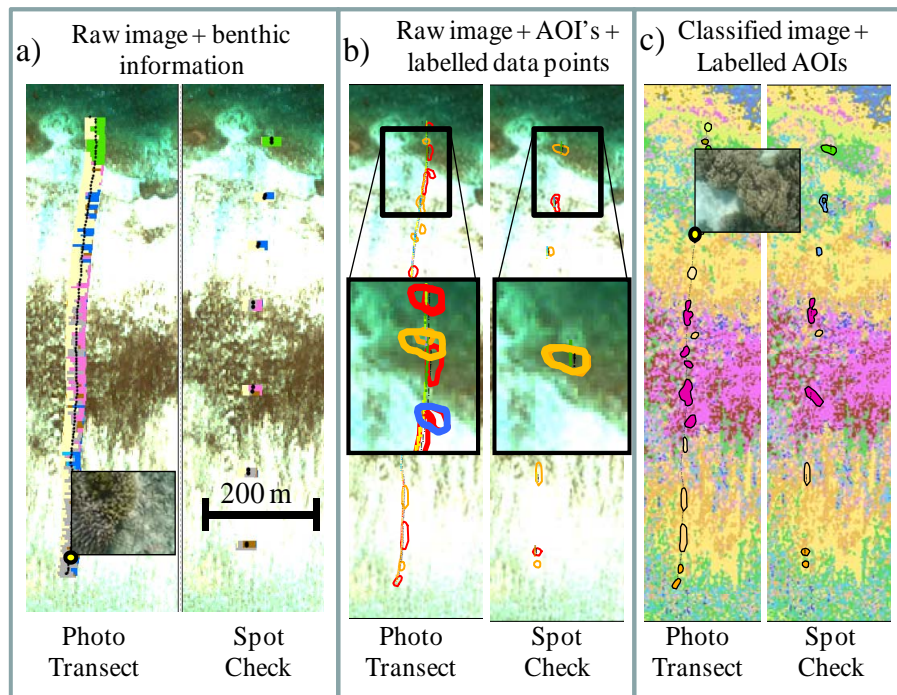 a)
Raw image + benthic
information
200 m
Photo
Transect
Spot
Check
b)
Raw image + AOI's +
labelled data points
Photo
Transect
Spot
Check
c)
Classified image +
Labelled AOIs
Photo
Transect
Spot
Check